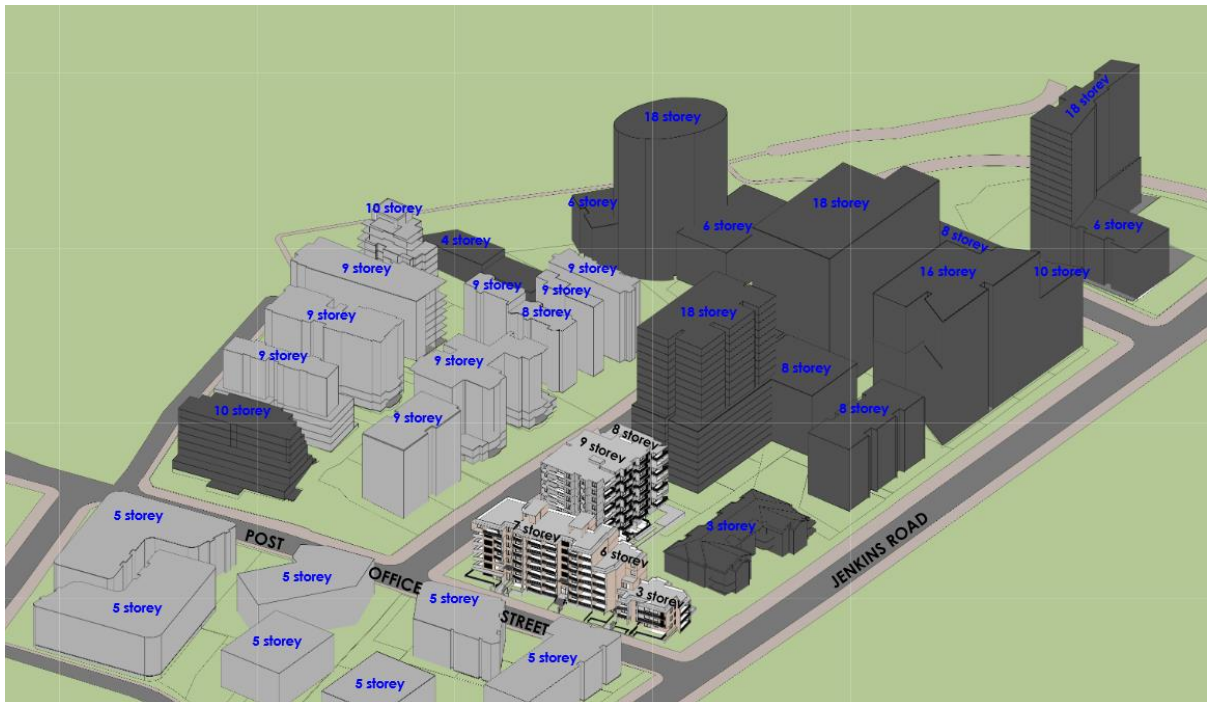 18 storey
18 storey
6 storey
10 storey
18 storey
6 storey
6 storey
4 storey
8 storey
9 storey
9 storey
16 storey
10 storey
9 storey
9 storey
9 storey
8 storey
18 storey
9 storey
9 storey
8 storey
10 storey
9 storey
8 storey
8 storey
9 storey
5 storey
POST
7 storey
3 storey
6 storey
OFFICE
JENKINS ROAD
5 storey
5 storey
5 storey
3 storey
STREET
5 storey
5 storey
5 storey